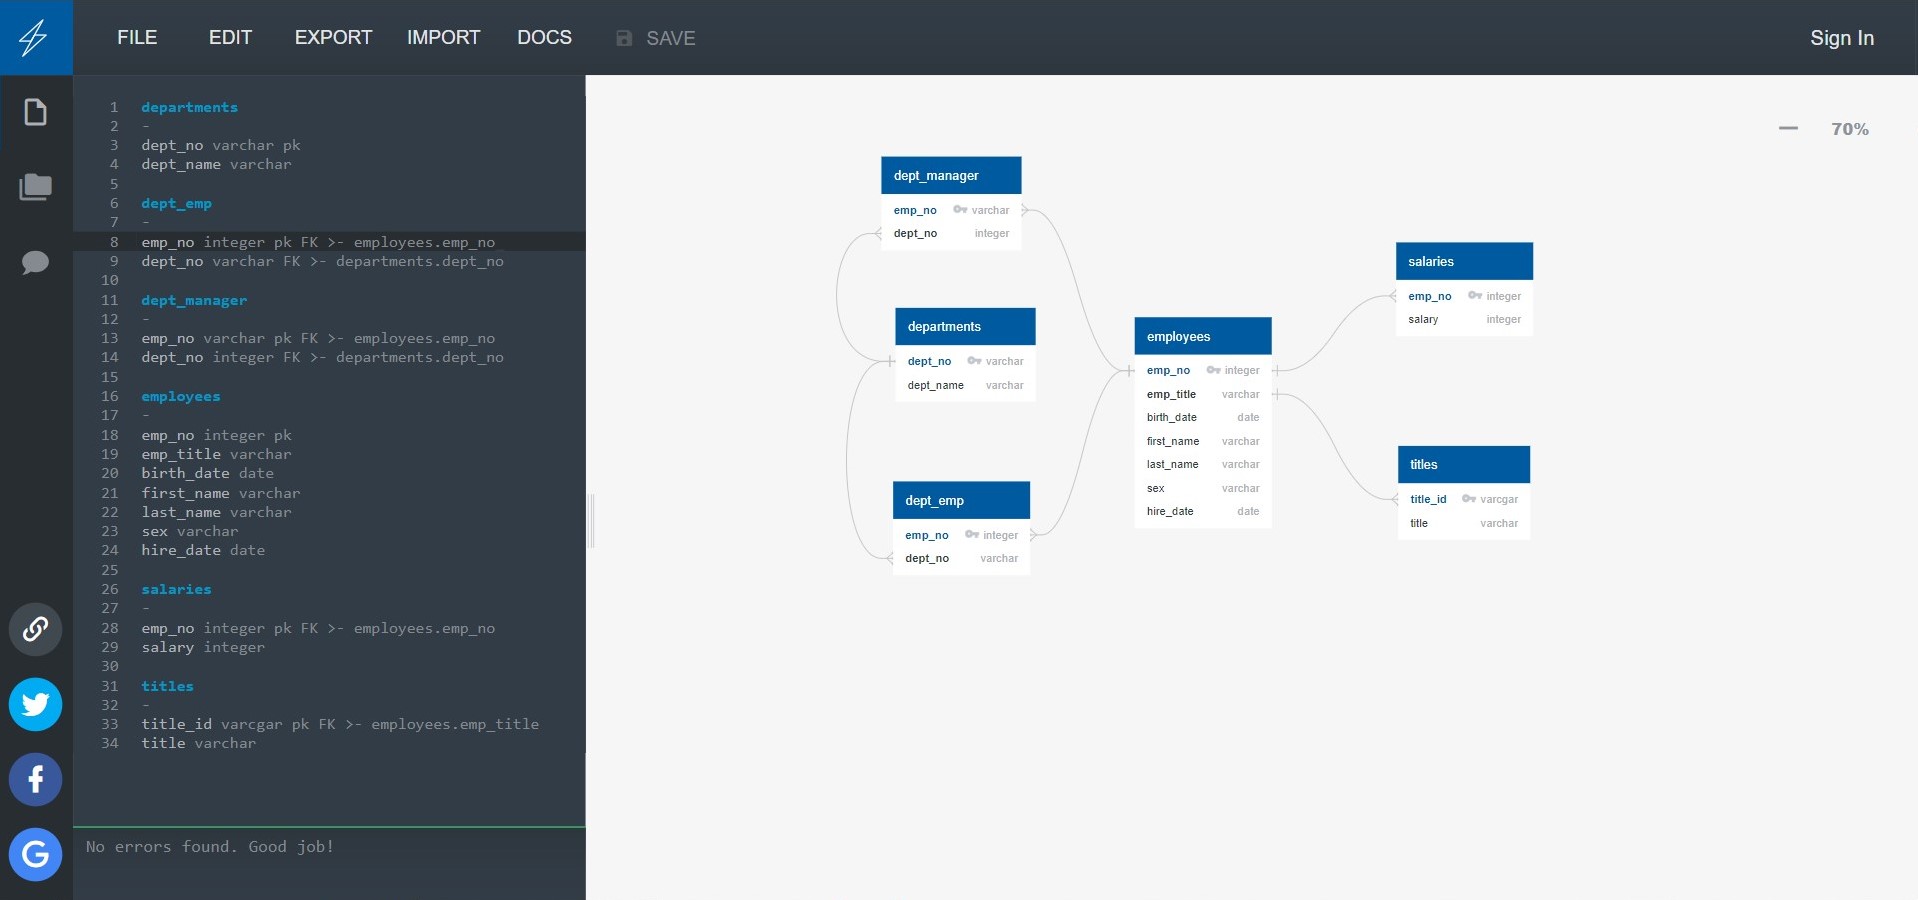 FILE EDIT EXPORT IMPORT DOCS SAVE Sign In
1 departments
2 -
3 dept_no varchar pk
4 dept_name varchar
5
6 dept_emp
7 -
8 emp_no integer pk FK >- employees.emp_no
9 dept_no varchar FK >- departments.dept_no
10
11 dept_manager
12 -
13 emp_no varchar pk FK >- employees.emp_no
14 dept_no integer FK >- departments.dept_no
15
16 employees
17 -
18 emp_no integer pk
19 emp_title varchar
20 birth_date date
21 first_name varchar
22 last_name varchar
23 sex varchar
24 hire_date date
25
26 salaries
27 -
28 emp_no integer pk FK >- employees.emp_no
29 salary integer
30
31 titles
32 -
33 title_id varcgar pk FK >- employees.emp_title
34 title varchar
No errors found. Good job!
70%
dept_manager
emp_no varchar
dept_no integer
departments
dept_no varchar
dept_name varchar
dept_emp
emp_no integer
dept_no varchar
employees
emp_no integer
emp_title varchar
birth_date date
first_name varchar
last_name varchar
sex varchar
hire_date date
salaries
emp_no integer
salary integer
titles
title_id varcgar
title varchar